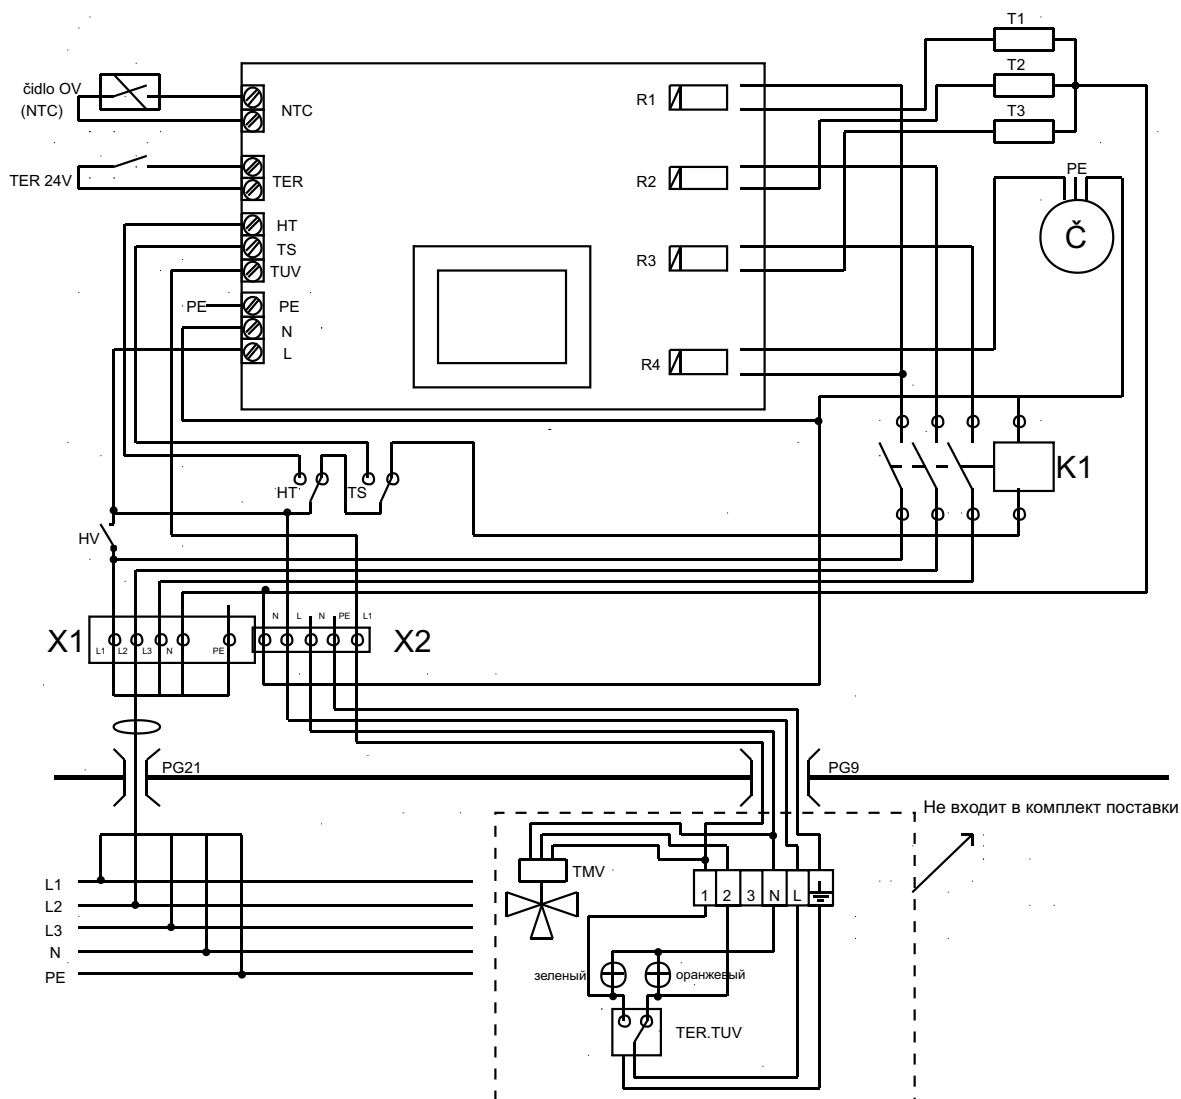 T1
T2
T3
čidlo OV
(NTC)
NTC
R1
TER 24V
TER
R2
PE
Č
HT
TS
TUV
R3
PE
PE
N
L
R4
K1
HT
TS
HV
X1
L1
L2
L3
N
PE
N
L
N
PE
L1
X2
PG21
PG9
Не входит в комплект поставки
TMV
1
2
3
N
L
L1
L2
L3
N
PE
зеленый
оранжевый
TER.TUV